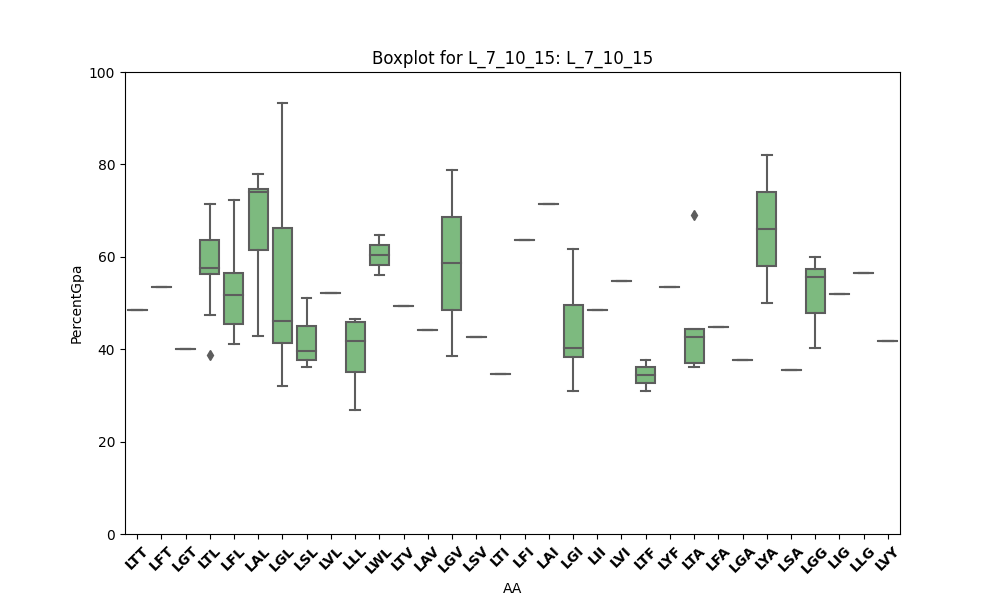 Boxplot for L_7_10_15: L_7_10_15
100
80
60
40
20
0
PercentGpa
LTT LFT LGT LTL LFL LAL LGL LSL LVL LLL LWL LTV LAV LGV LSV LTI LFI LAI LGI LII LVI LTF LYF LTA LFA LGA LYA LSA LGG LIG LLG LVY
AA